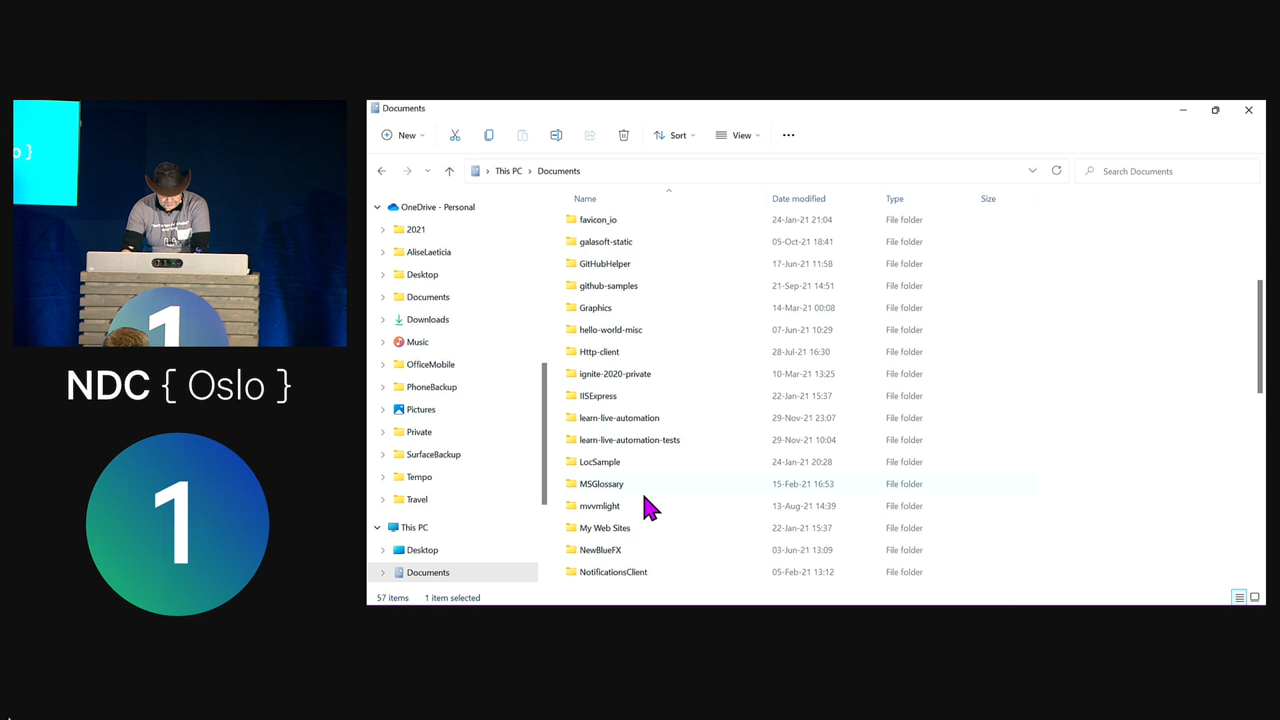 o }
1
NDC { Oslo }
1
Documents
New
Sort
View
This PC
Documents
Search Documents
OneDrive - Personal
2021
AliseLaeticia
Desktop
Documents
Downloads
Music
OfficeMobile
PhoneBackup
Pictures
Private
SurfaceBackup
Tempo
Travel
This PC
Desktop
Documents
Name Date modified Type Size
favicon_io 24-Jan-21 21:04 File folder
galasoft-static 05-Oct-21 18:41 File folder
GitHubHelper 17-Jun-21 11:58 File folder
github-samples 21-Sep-21 14:51 File folder
Graphics 14-Mar-21 00:08 File folder
hello-world-misc 07-Jun-21 10:29 File folder
Http-client 28-Jul-21 16:30 File folder
ignite-2020-private 10-Mar-21 13:25 File folder
IISExpress 22-Jan-21 15:37 File folder
learn-live-automation 29-Nov-21 23:07 File folder
learn-live-automation-tests 29-Nov-21 10:04 File folder
LocSample 24-Jan-21 20:28 File folder
MSGlossary 15-Feb-21 16:53 File folder
mvvmlight 13-Aug-21 14:39 File folder
My Web Sites 22-Jan-21 15:37 File folder
NewBlueFX 03-Jun-21 13:09 File folder
NotificationsClient 05-Feb-21 13:12 File folder
57 items 1 item selected